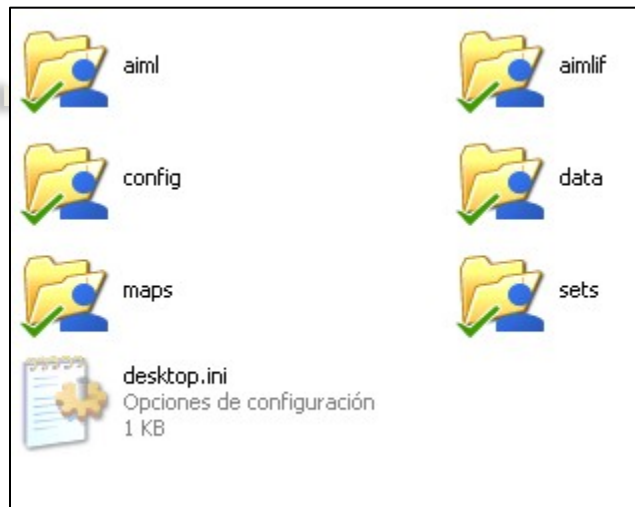 aiml
aimlif
config
data
maps
sets
desktop.ini
Opciones de configuración
1 KB